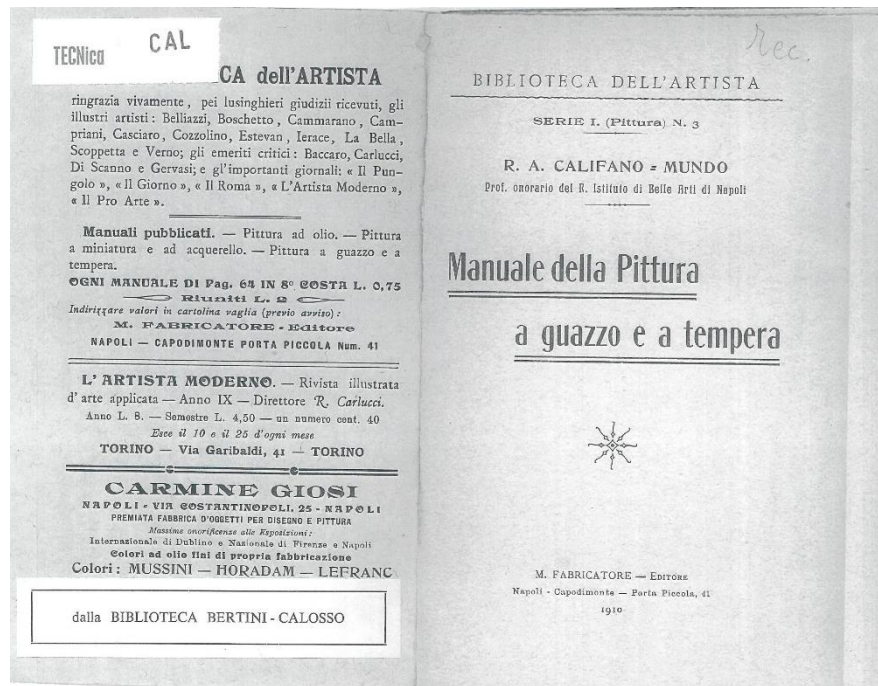 TECNica CAL
CA dell'ARTISTA
ringrazia vivamente, pei lusinghieri giudizii ricevuti, gli
illustri artisti: Belliazzi, Boschetto, Cammarano, Cam-
priani, Casciaro, Cozzolino, Estevan, Ierace, La Bella,
Scoppetta e Verno; gli emeriti critici: Baccaro, Carlucci,
Di Scanno e Gervasi; e gl'importanti giornali: « Il Pun-
golo », « Il Giorno », « Il Roma », « L'Artista Moderno »,
« Il Pro Arte ».
Manuali pubblicati. — Pittura ad olio. — Pittura
a miniatura e ad acquerello. — Pittura a guazzo e a
tempera.
OGNI MANUALE DI Pag. 64 IN 8º COSTA L. 0,75
Riuniti L. 2
Indirizzare valori in cartolina vaglia (previo avviso):
M. FABRICATORE - Editore
NAPOLI — CAPODIMONTE PORTA PICCOLA Num. 41
L'ARTISTA MODERNO. — Rivista illustrata
d'arte applicata — Anno IX — Direttore R. Carlucci.
Anno L. 8. — Semestre L. 4,50 — un numero cent. 40
Esce il 10 e il 25 d'ogni mese
TORINO — Via Garibaldi, 41 — TORINO
CARMINE GIOSI
NAPOLI - VIA COSTANTINOPOLI, 25 - NAPOLI
PREMIATA FABBRICA D'OGGETTI PER DISEGNO E PITTURA
Massime onorificenze alle Esposizioni:
Internazionale di Dublino e Nazionale di Firenze e Napoli
Colori ad olio fini di propria fabbricazione
Colori: MUSSINI — HORADAM — LEFRANC
dalla BIBLIOTECA BERTINI-CALOSSO
rec.
BIBLIOTECA DELL'ARTISTA
SERIE I. (Pittura) N. 3
R. A. CALIFANO = MUNDO
Prof. onorario del R. Istituto di Belle Arti di Napoli
Manuale della Pittura
a guazzo e a tempera
M. FABRICATORE — EDITORE
Napoli - Capodimonte — Porta Piccola, 41
1910